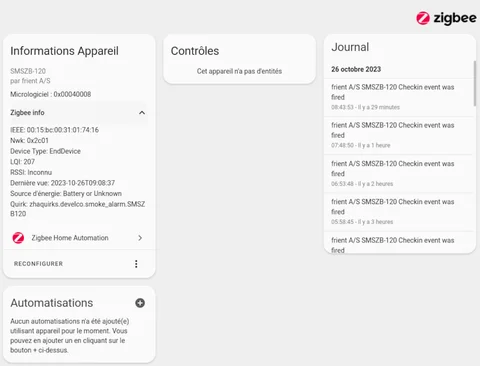 zigbee
Informations Appareil
SMSZB-120
par frient A/S
Micrologiciel : 0x00040008
Zigbee info
IEEE: 00:15:bc:00:31:01:74:16
Nwk: 0x2c01
Device Type: EndDevice
LQI: 207
RSSI: Inconnu
Dernière vue: 2023-10-26T09:08:37
Source d'énergie: Battery or Unknown
Quirk: zhaquirks.develco.smoke_alarm.SMSZ
B120
Zigbee Home Automation
RECONFIGURER
Automatisations
Aucun automatisations n'a été ajouté(e)
utilisant appareil pour le moment. Vous
pouvez en ajouter un en cliquant sur le
bouton + ci-dessus.
Contrôles
Cet appareil n'a pas d'entités
Journal
26 octobre 2023
frient A/S SMSZB-120 Checkin event was
fired
08:43:53 - il y a 29 minutes
frient A/S SMSZB-120 Checkin event was
fired
07:48:50 - il y a 1 heure
frient A/S SMSZB-120 Checkin event was
fired
06:53:48 - il y a 2 heures
frient A/S SMSZB-120 Checkin event was
fired
05:58:45 - il y a 3 heures
frient A/S SMSZB-120 Checkin event was
fired